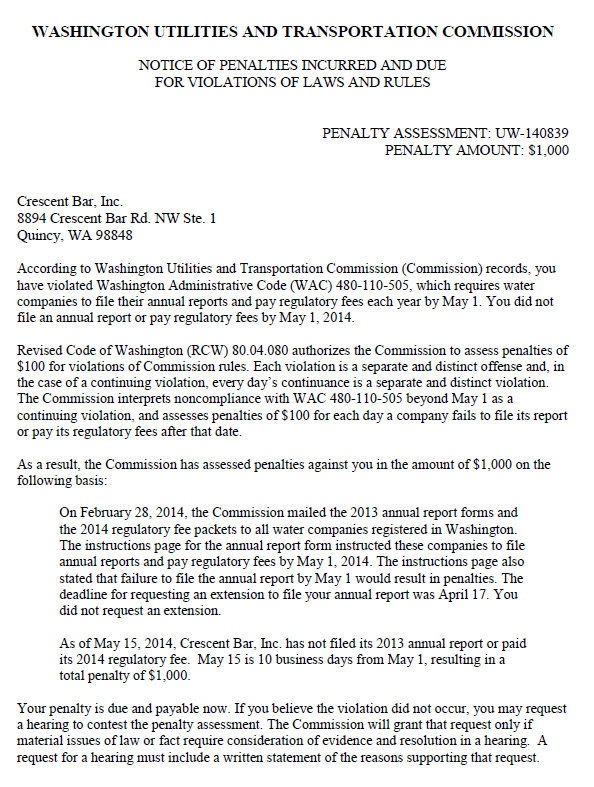 WASHINGTON UTILITIES AND TRANSPORTATION COMMISSION
NOTICE OF PENALTIES INCURRED AND DUE
FOR VIOLATIONS OF LAWS AND RULES
PENALTY ASSESSMENT: UW-140839
PENALTY AMOUNT: $1,000
Crescent Bar, Inc.
8894 Crescent Bar Rd. NW Ste. 1
Quincy, WA 98848
According to Washington Utilities and Transportation Commission (Commission) records, you
have violated Washington Administrative Code (WAC) 480-110-505, which requires water
companies to file their annual reports and pay regulatory fees each year by May 1. You did not
file an annual report or pay regulatory fees by May 1, 2014.
Revised Code of Washington (RCW) 80.04.080 authorizes the Commission to assess penalties of
$100 for violations of Commission rules. Each violation is a separate and distinct offense and, in
the case of a continuing violation, every day's continuance is a separate and distinct violation.
The Commission interprets noncompliance with WAC 480-110-505 beyond May 1 as a
continuing violation, and assesses penalties of $100 for each day a company fails to file its report
or pay its regulatory fees after that date.
As a result, the Commission has assessed penalties against you in the amount of $1,000 on the
following basis:
On February 28, 2014, the Commission mailed the 2013 annual report forms and
the 2014 regulatory fee packets to all water companies registered in Washington.
The instructions page for the annual report form instructed these companies to file
annual reports and pay regulatory fees by May 1, 2014. The instructions page also
stated that failure to file the annual report by May 1 would result in penalties. The
deadline for requesting an extension to file your annual report was April 17. You
did not request an extension.
As of May 15, 2014, Crescent Bar, Inc. has not filed its 2013 annual report or paid
its 2014 regulatory fee.  May 15 is 10 business days from May 1, resulting in a
total penalty of $1,000.
Your penalty is due and payable now. If you believe the violation did not occur, you may request
a hearing to contest the penalty assessment. The Commission will grant that request only if
material issues of law or fact require consideration of evidence and resolution in a hearing.  A
request for a hearing must include a written statement of the reasons supporting that request.